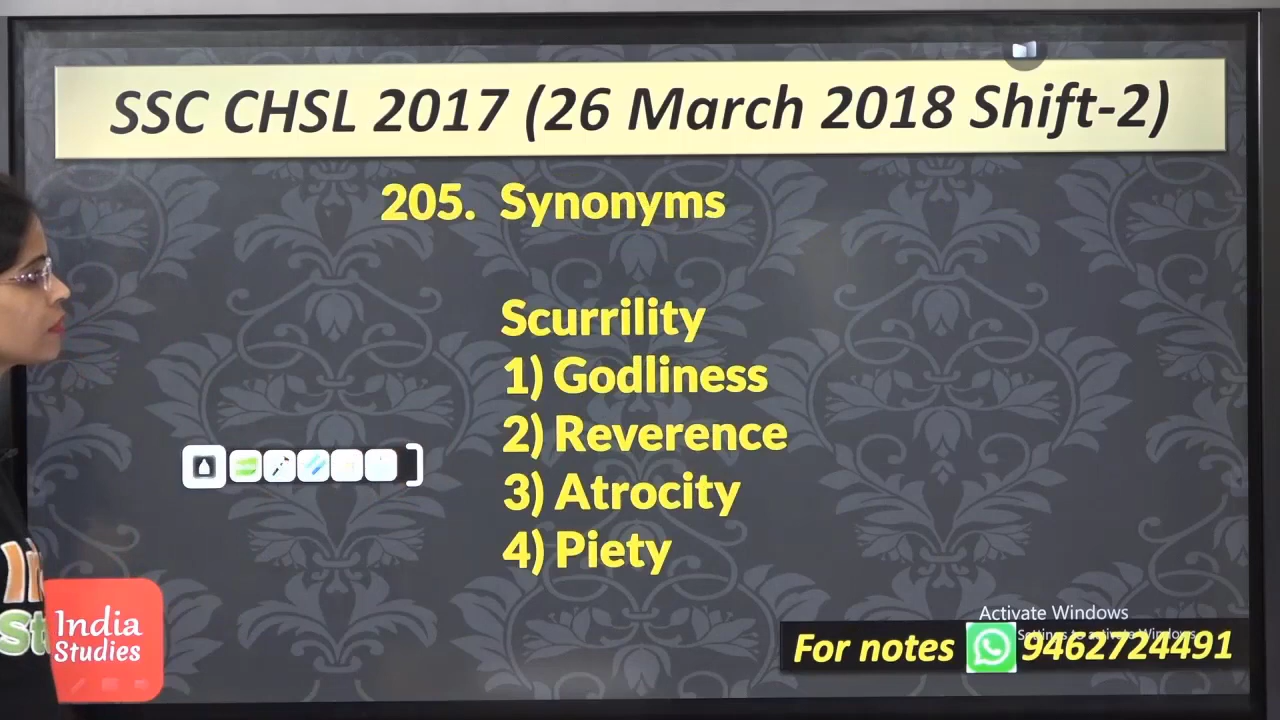 SSC CHSL 2017 (26 March 2018 Shift-2)
205. Synonyms
Scurrility
1) Godliness
2) Reverence
3) Atrocity
4) Piety
India
Studies
Activate Windows
For notes 9462724491